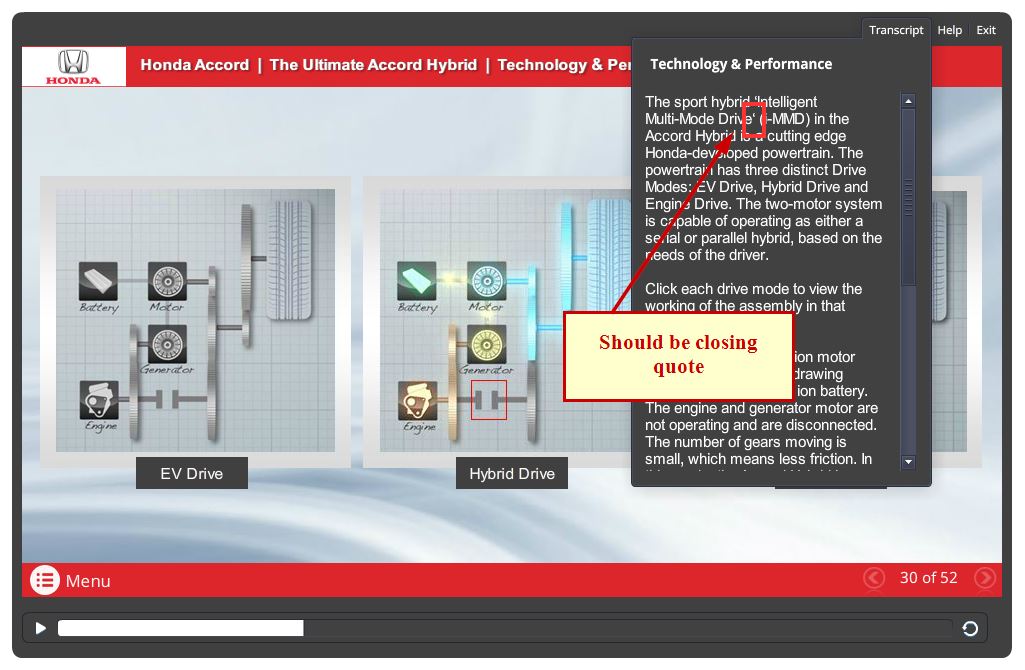 Transcript Help Exit
HONDA
Honda Accord | The Ultimate Accord Hybrid | Technology & Per
Technology & Performance
The sport hybrid ‘Intelligent
Multi-Mode Drive‘ (i-MMD) in the
Accord Hybrid is a cutting edge
Honda-developed powertrain. The
powertrain has three distinct Drive
Modes: EV Drive, Hybrid Drive and
Engine Drive. The two-motor system
is capable of operating as either a
serial or parallel hybrid, based on the
needs of the driver.
Click each drive mode to view the
working of the assembly in that
ion motor
drawing
ion battery.
The engine and generator motor are
not operating and are disconnected.
The number of gears moving is
small, which means less friction. In
Should be closing
quote
Battery
Motor
Generator
Engine
EV Drive
Battery
Motor
Generator
Engine
Hybrid Drive
Menu
30 of 52